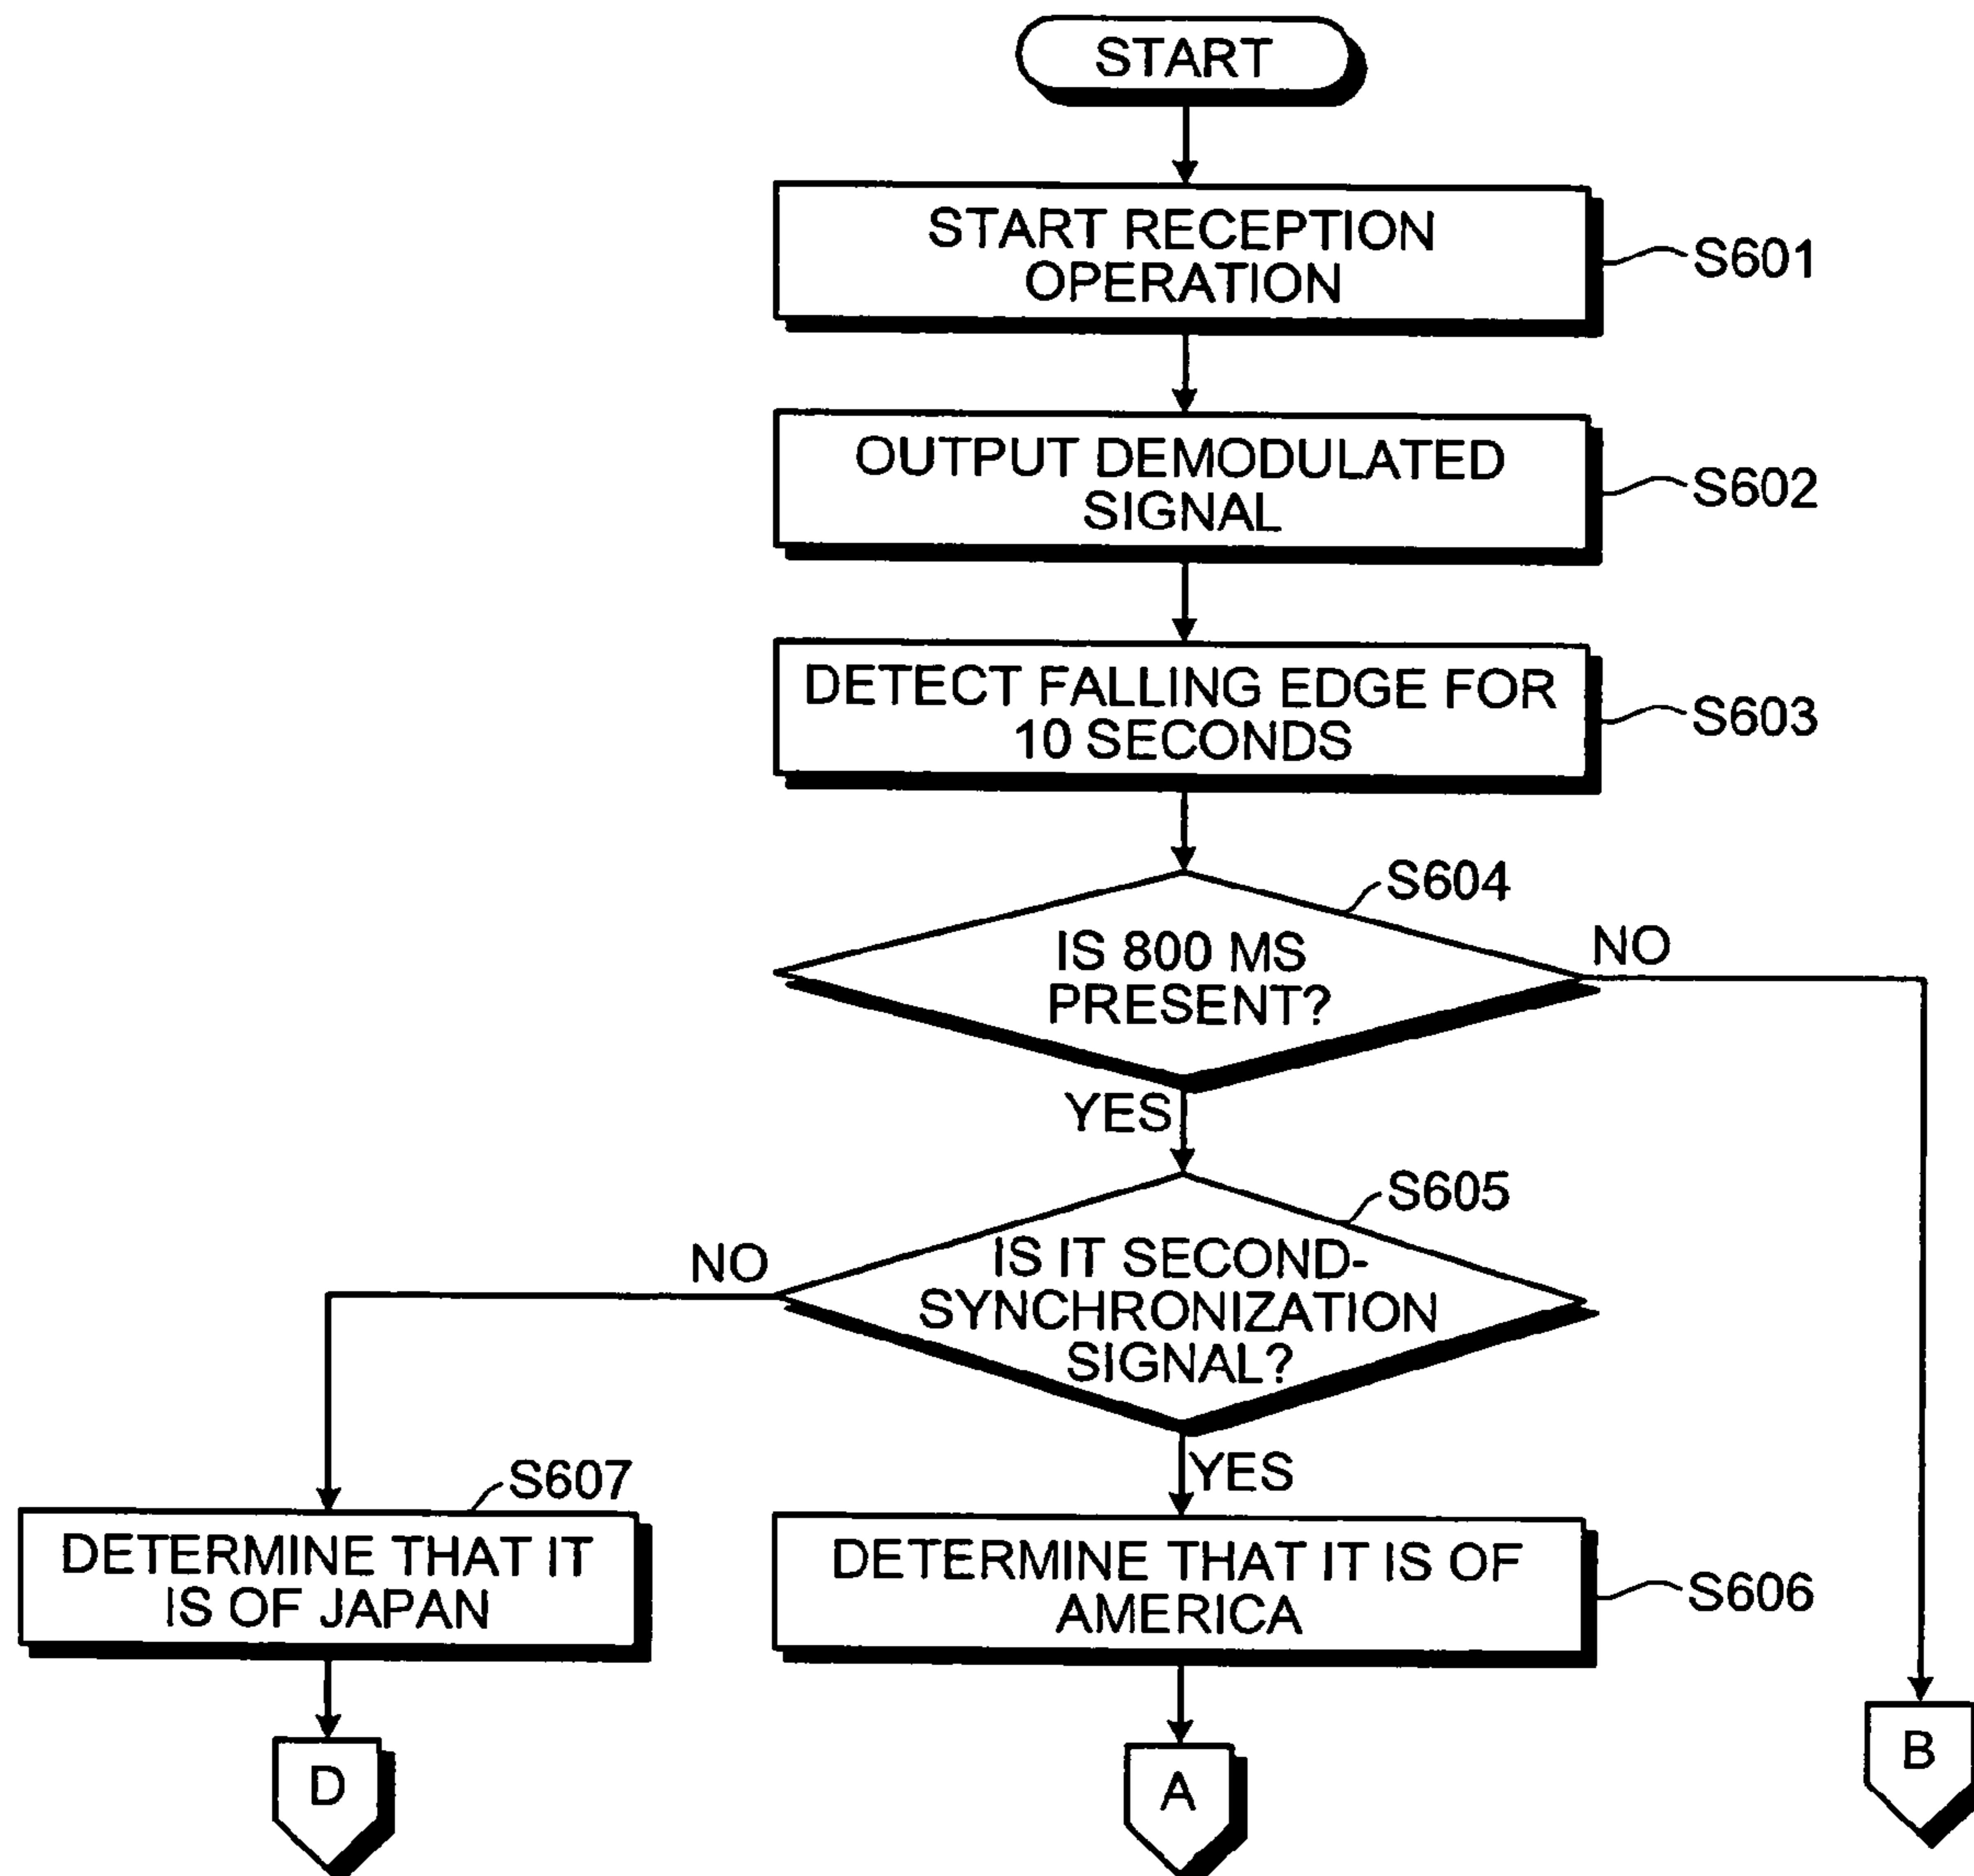 START
START RECEPTION
OPERATION
S601
OUTPUT DEMODULATED
SIGNAL
S602
DETECT FALLING EDGE FOR
10 SECONDS
S603
S604
IS 800 MS
PRESENT?
NO
YES
S605
IS IT SECOND-
SYNCHRONIZATION
SIGNAL?
NO
YES
S607
DETERMINE THAT IT
IS OF JAPAN
DETERMINE THAT IT IS OF
AMERICA
S606
D
A
B